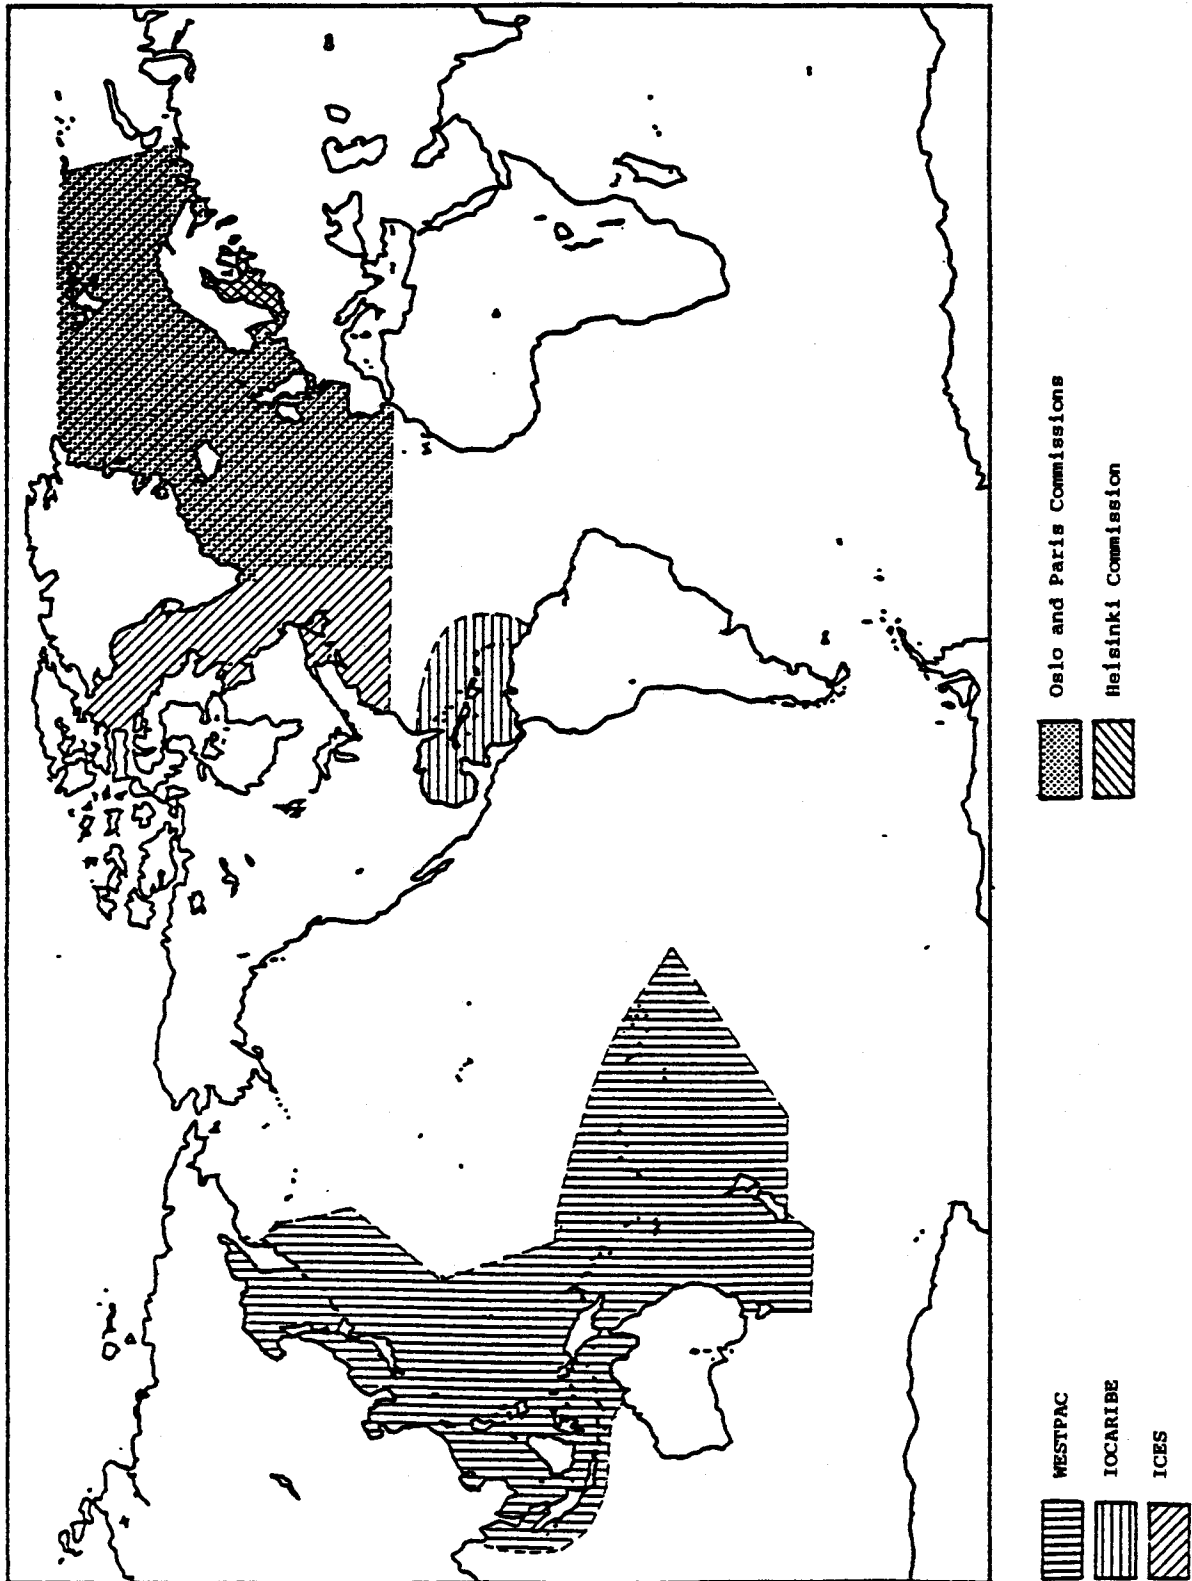 WESTPAC
IOCARIBE
ICES
Oslo and Paris Commissions
Helsinki Commission